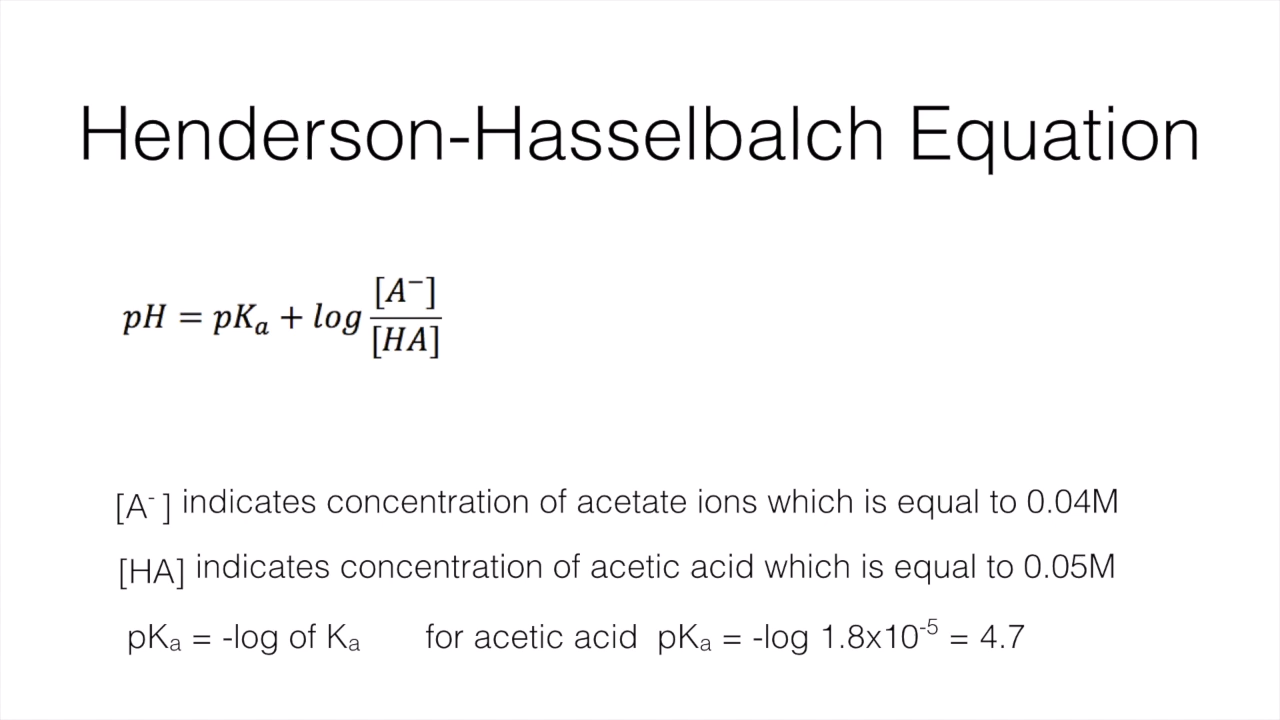 Henderson-Hasselbalch Equation
pH = pKₐ + log [A⁻]/[HA]
[A⁻] indicates concentration of acetate ions which is equal to 0.04M
[HA] indicates concentration of acetic acid which is equal to 0.05M
pKₐ = -log of Kₐ for acetic acid pKₐ = -log 1.8x10⁻⁵ = 4.7